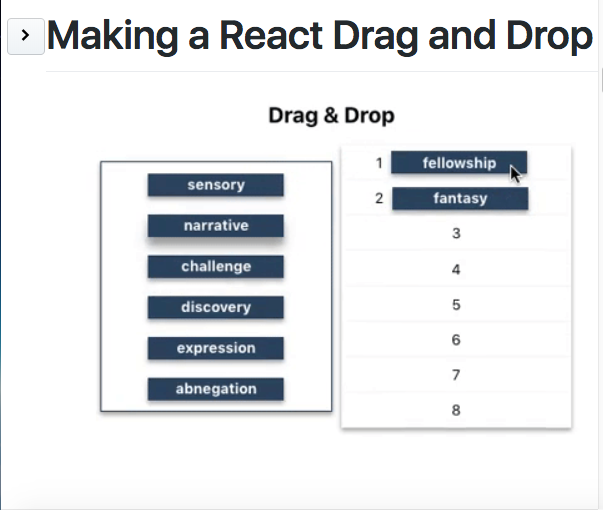 Making a React Drag and Drop
Drag & Drop
sensory
narrative
challenge
discovery
expression
abnegation
1 fellowship
2 fantasy
3
4
5
6
7
8